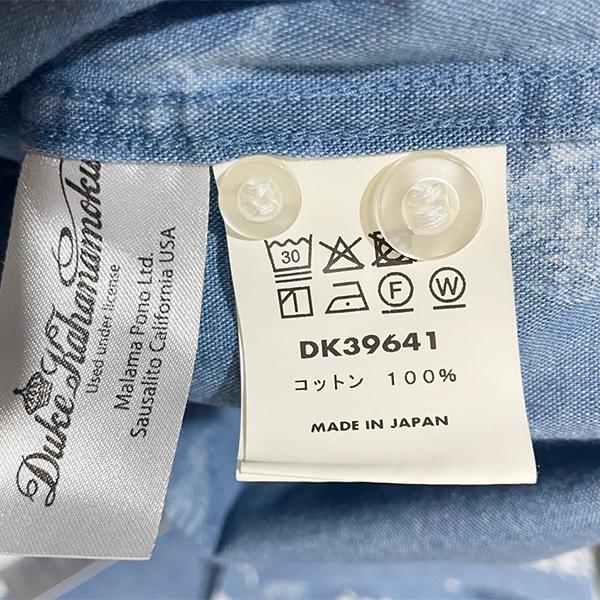 Duke Kahanamoku
Used under license
Malama Pono Ltd.
Sausalito California USA
30
F
W
DK39641
コットン 100%
MADE IN JAPAN